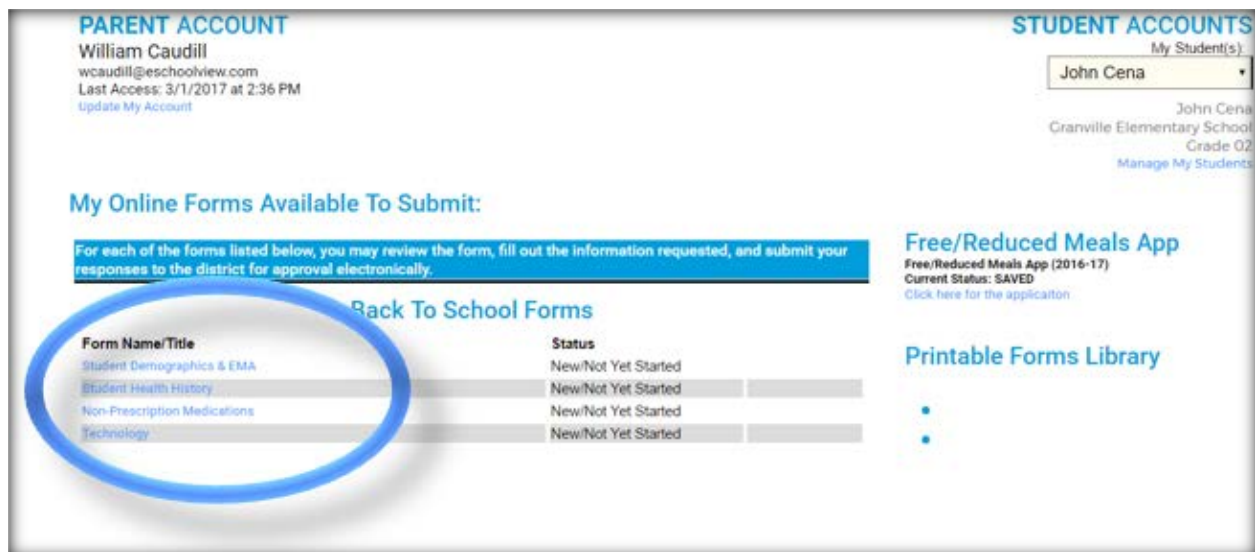 PARENT ACCOUNT
William Caudill
wcaudill@eschoolview.com
Last Access: 3/1/2017 at 2:36 PM
Update My Account
STUDENT ACCOUNTS
My Student(s):
John Cena
John Cena
Granville Elementary School
Grade 02
Manage My Students
My Online Forms Available To Submit:
For each of the forms listed below, you may review the form, fill out the information requested, and submit your
responses to the district for approval electronically.
Back To School Forms
Form Name/Title Status
Student Demographics & EMA New/Not Yet Started
Student Health History New/Not Yet Started
Non-Prescription Medications New/Not Yet Started
Technology New/Not Yet Started
Free/Reduced Meals App
Free/Reduced Meals App (2016-17)
Current Status: SAVED
Click here for the applicaiton
Printable Forms Library